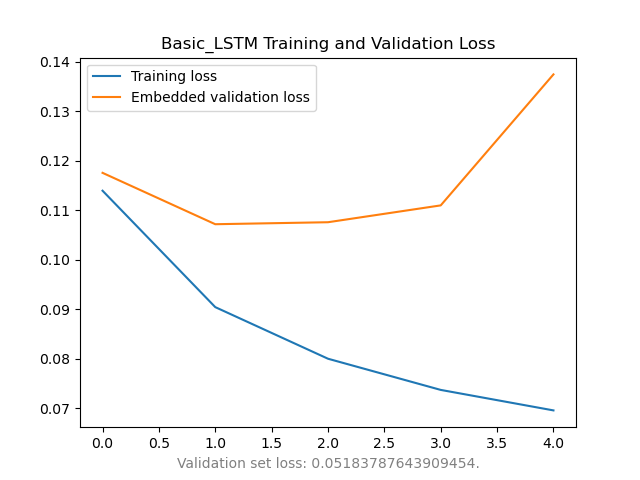 Basic_LSTM Training and Validation Loss
Training loss
Embedded validation loss
0.14
0.13
0.12
0.11
0.10
0.09
0.08
0.07
0.0 0.5 1.0 1.5 2.0 2.5 3.0 3.5 4.0
Validation set loss: 0.05183787643909454.